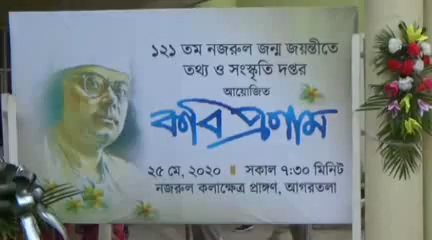 ১২১ তম নজরুল জন্ম জয়ন্তীতে
তথ্য ও সংস্কৃতি দপ্তর
আয়োজিত
কবি প্রণাম
২৫ মে, ২০২০ সকাল ৭:৩০ মিনিট
নজরুল কলাক্ষেত্র প্রাঙ্গণ, আগরতলা